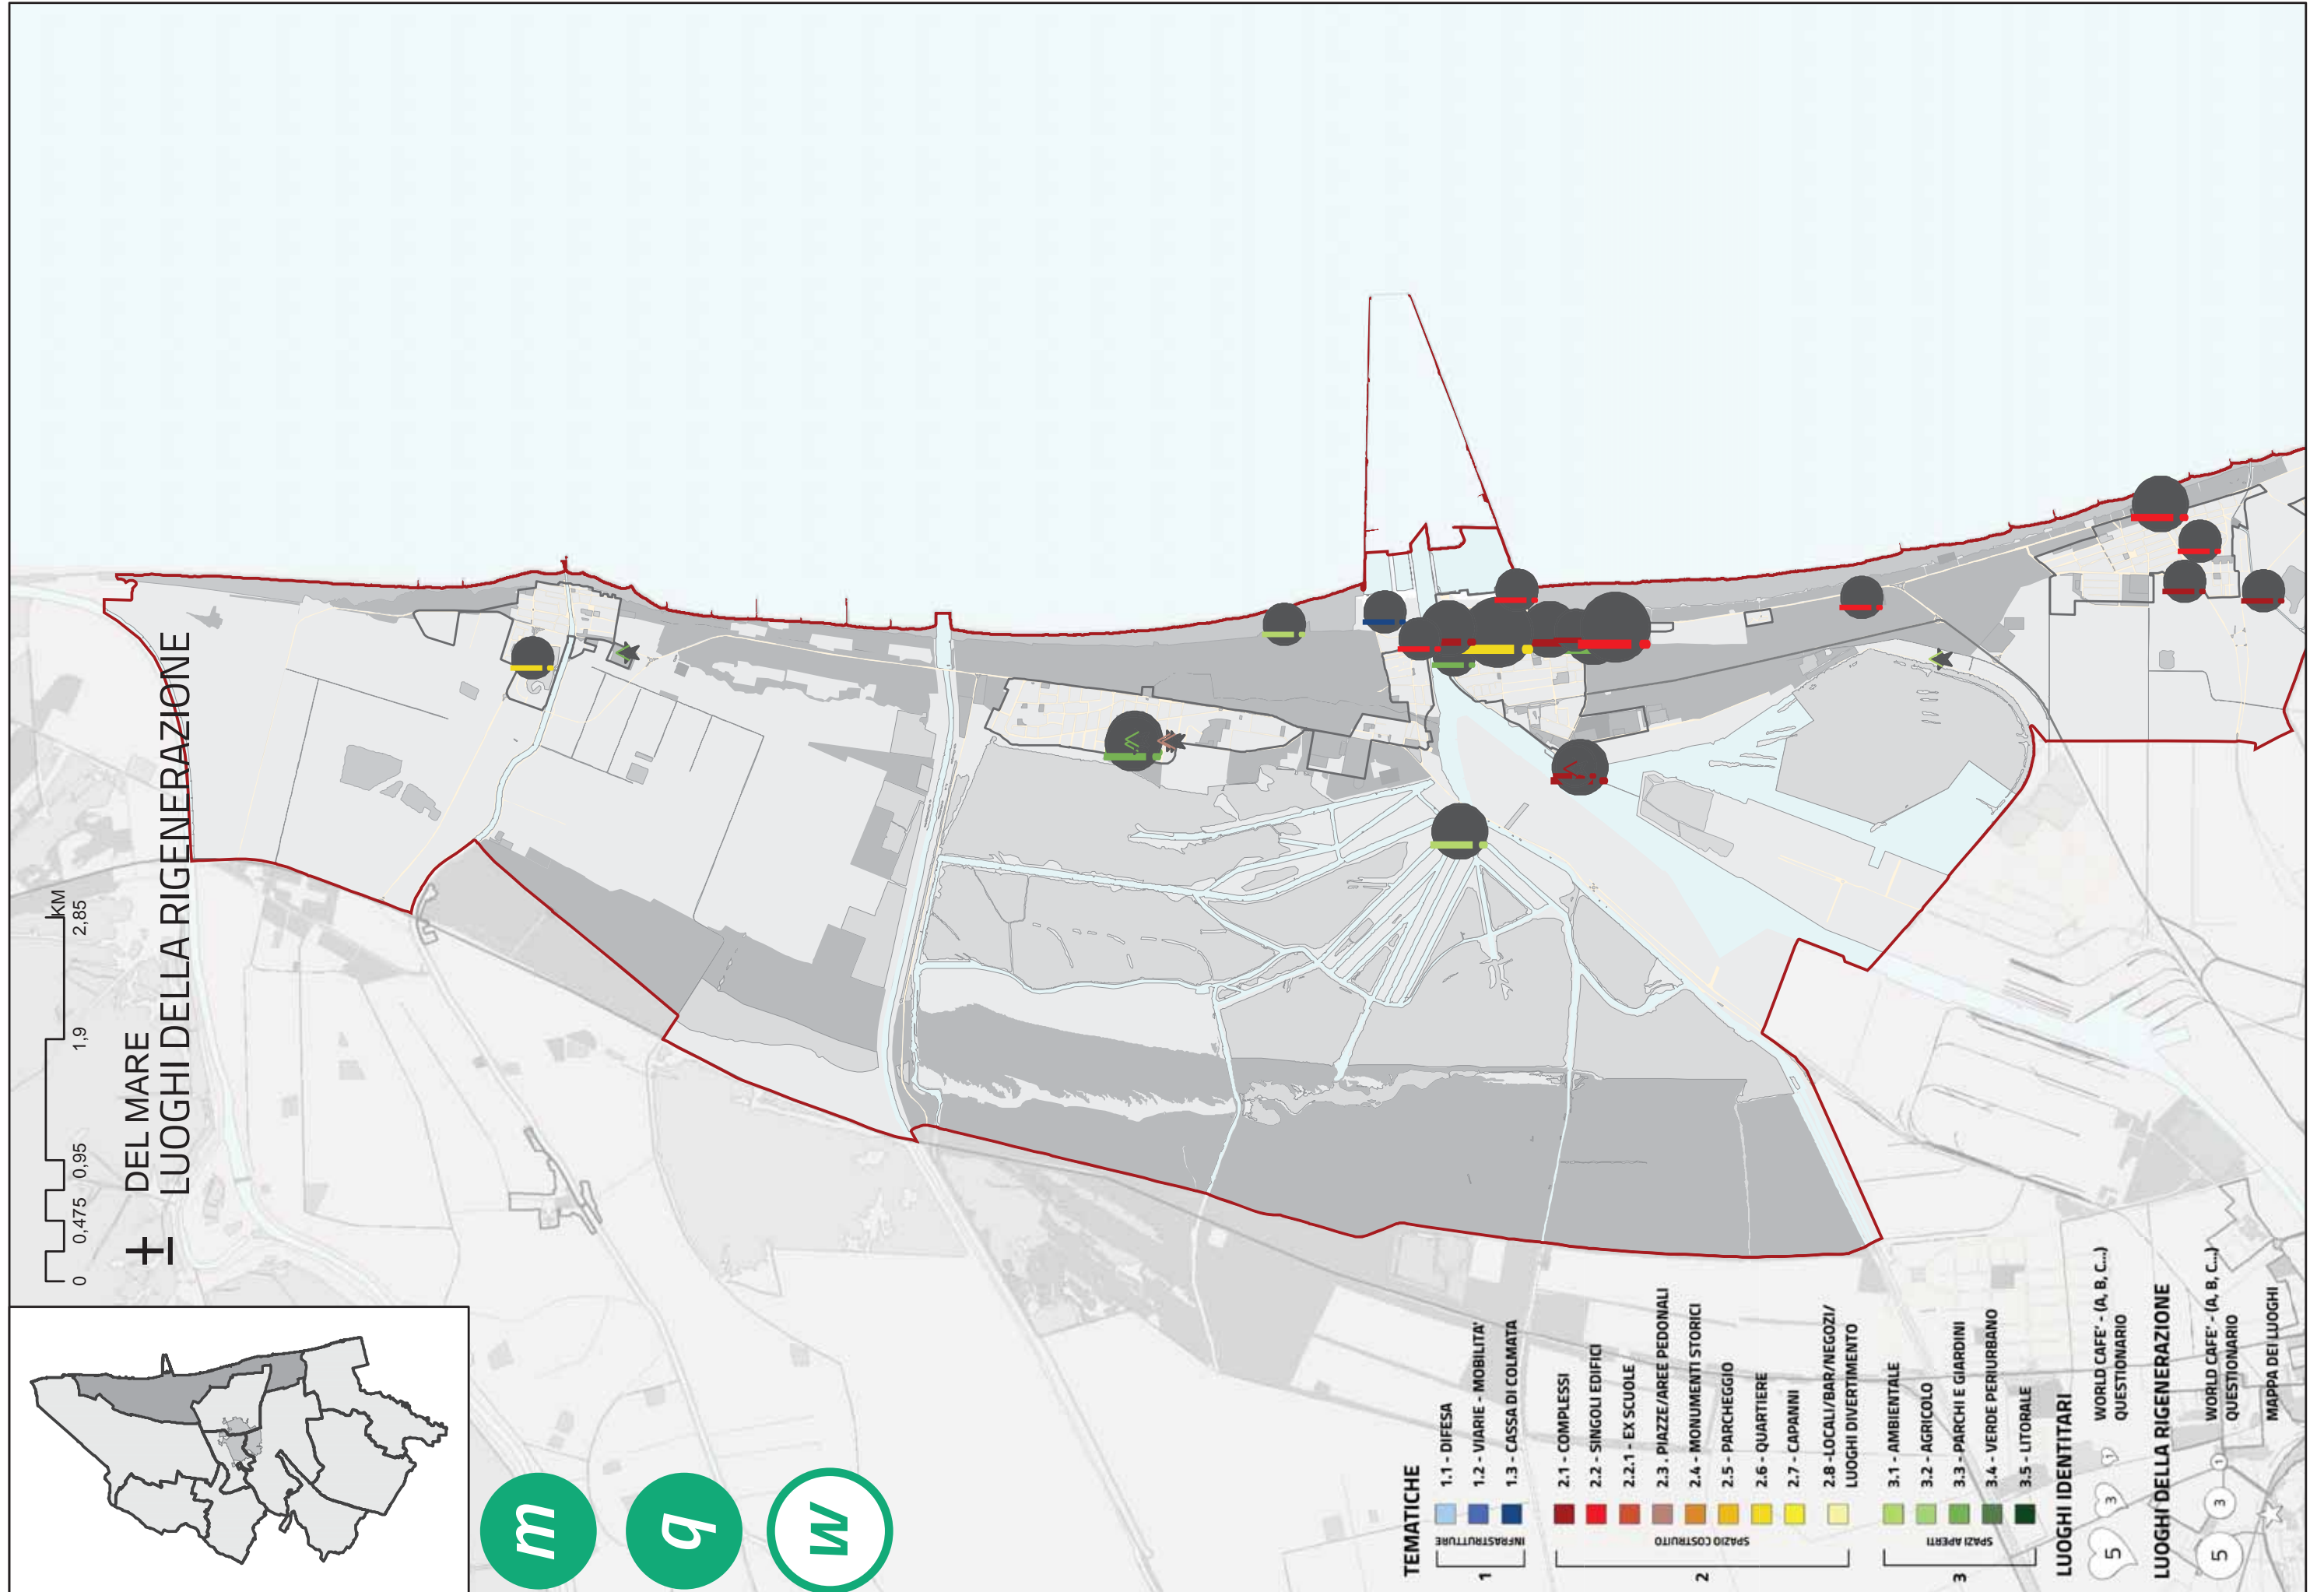 DEL MARE
LUOGHI DELLA RIGENERAZIONE
0 0,475 0,95 1,9 2,85
KM
m
q
w
TEMATICHE
1
INFRASTRUTTURE
1.1 - DIFESA
1.2 - VIARIE - MOBILITA'
1.3 - CASSA DI COLMATA
2
SPAZIO COSTRUITO
2.1 - COMPLESSI
2.2 - SINGOLI EDIFICI
2.2.1 - EX SCUOLE
2.3. PIAZZE/AREE PEDONALI
2.4 - MONUMENTI STORICI
2.5 - PARCHEGGIO
2.6 - QUARTIERE
2.7 - CAPANNI
2.8 -LOCALI/BAR/NEGOZI/
LUOGHI DIVERTIMENTO
3
SPAZI APERTI
3.1 - AMBIENTALE
3.2 - AGRICOLO
3.3 - PARCHI E GIARDINI
3.4 - VERDE PERIURBANO
3.5 - LITORALE
LUOGHI IDENTITARI
5 3 1
WORLD CAFE' - (A, B, C...)
QUESTIONARIO
LUOGHI DELLA RIGENERAZIONE
5 3 1
WORLD CAFE' - (A, B, C...)
QUESTIONARIO
MAPPA DEI LUOGHI